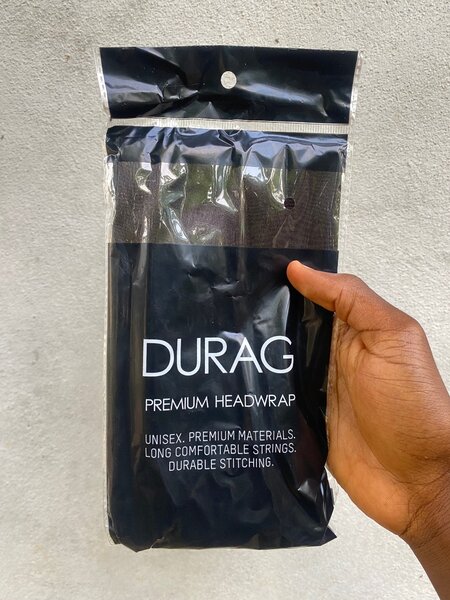 DURAG
PREMIUM HEADWRAP
UNISEX. PREMIUM MATERIALS.
LONG COMFORTABLE STRINGS.
DURABLE STITCHING.